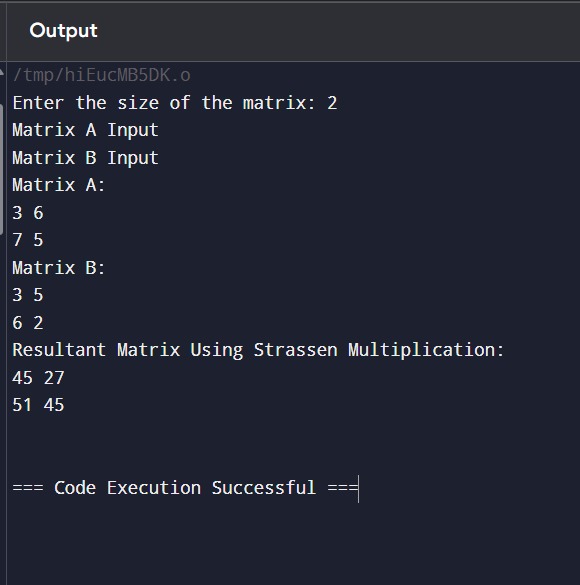 Output
/tmp/hiEucMB5DK.o
Enter the size of the matrix: 2
Matrix A Input
Matrix B Input
Matrix A:
3 6
7 5
Matrix B:
3 5
6 2
Resultant Matrix Using Strassen Multiplication:
45 27
51 45
=== Code Execution Successful ===